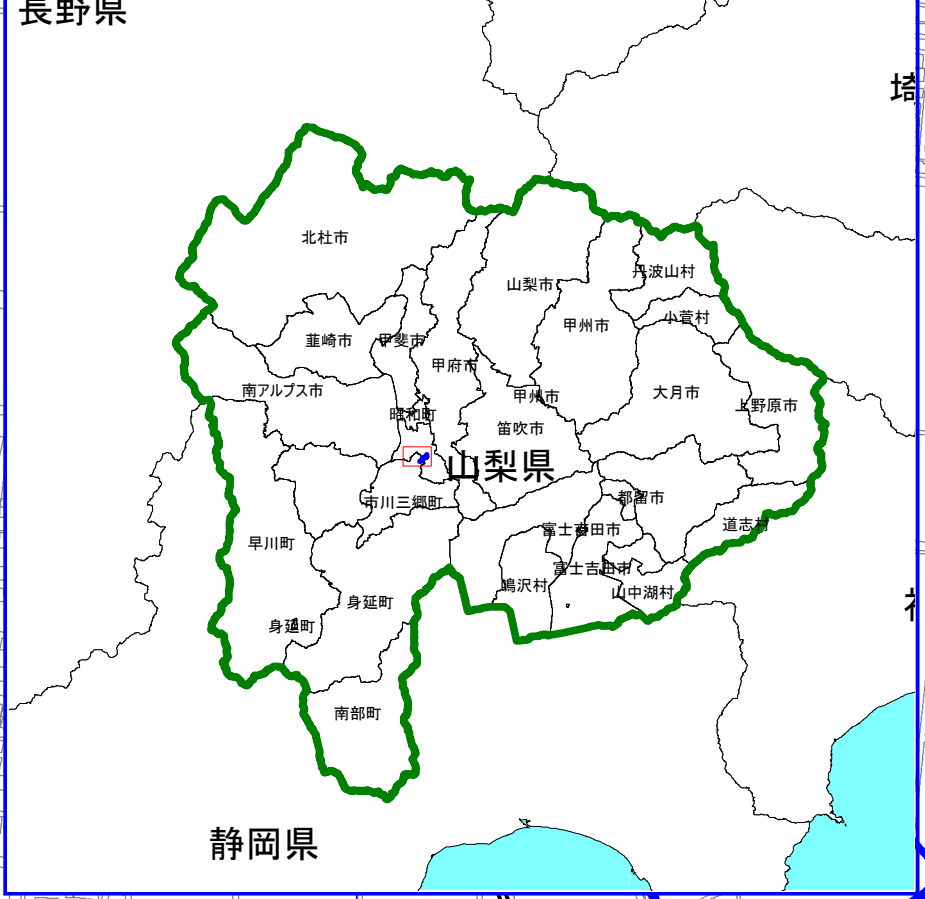 長野県
埼
北杜市
丹波山村
山梨市
小菅村
甲州市
韮崎市
甲斐市
甲府市
南アルプス市
甲州市
大月市
上野原市
昭和町
笛吹市
山梨県
都留市
市川三郷町
道志村
富士吉田市
早川町
富士吉田市
鳴沢村
山中湖村
身延町
身延町
南部町
静岡県